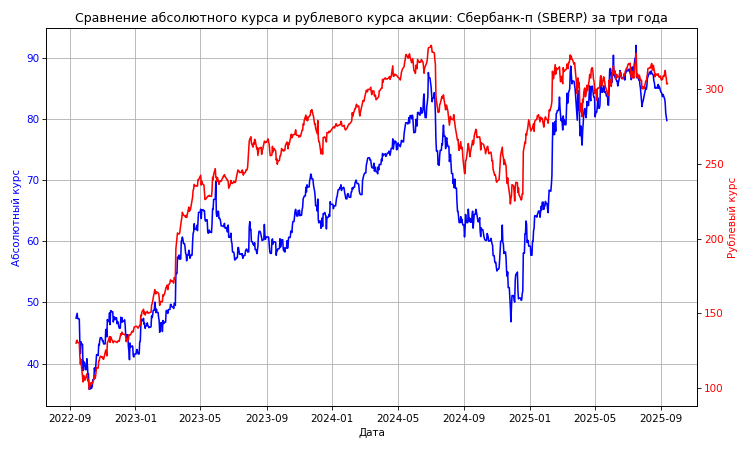 Сравнение абсолютного курса и рублевого курса акции: Сбербанк-п (SBERP) за три года
90
80
70
60
50
40
Абсолютный курс
300
250
200
150
100
Рублевый курс
2022-09 2023-01 2023-05 2023-09 2024-01 2024-05 2024-09 2025-01 2025-05 2025-09
Дата